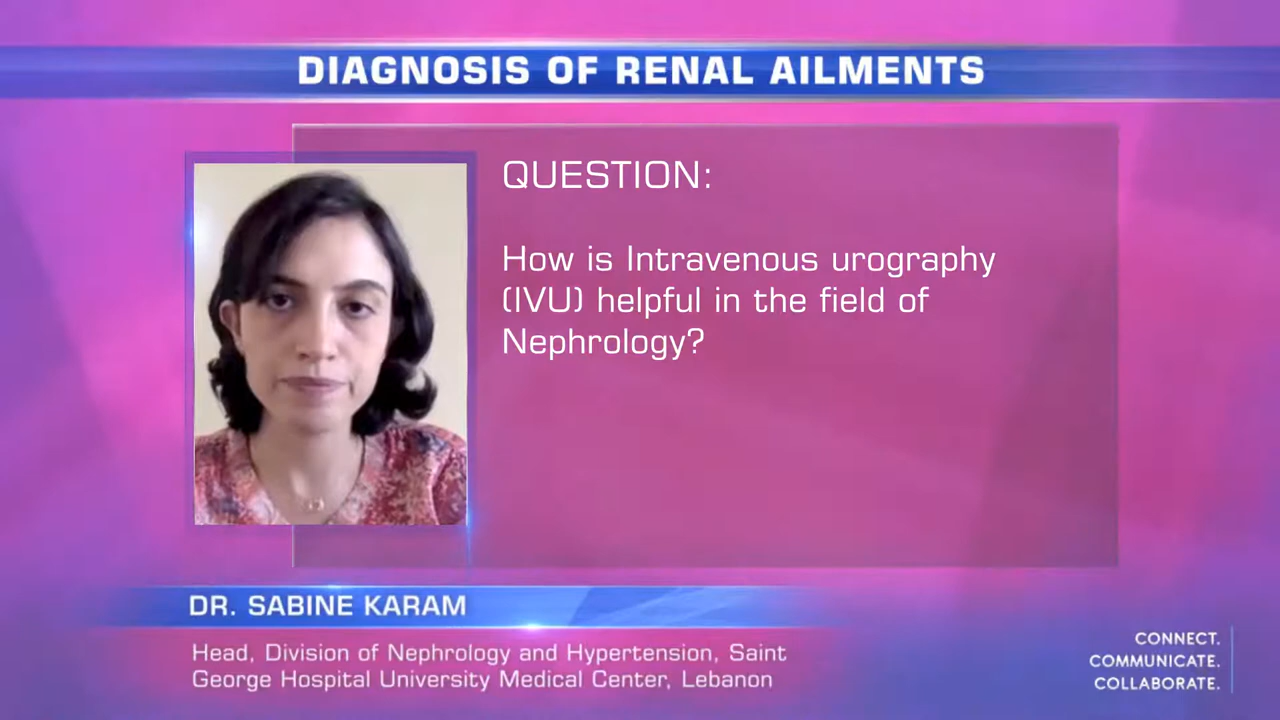 DIAGNOSIS OF RENAL AILMENTS
QUESTION:
How is Intravenous urography
(IVU) helpful in the field of
Nephrology?
DR. SABINE KARAM
Head, Division of Nephrology and Hypertension, Saint
George Hospital University Medical Center, Lebanon
CONNECT.
COMMUNICATE.
COLLABORATE.